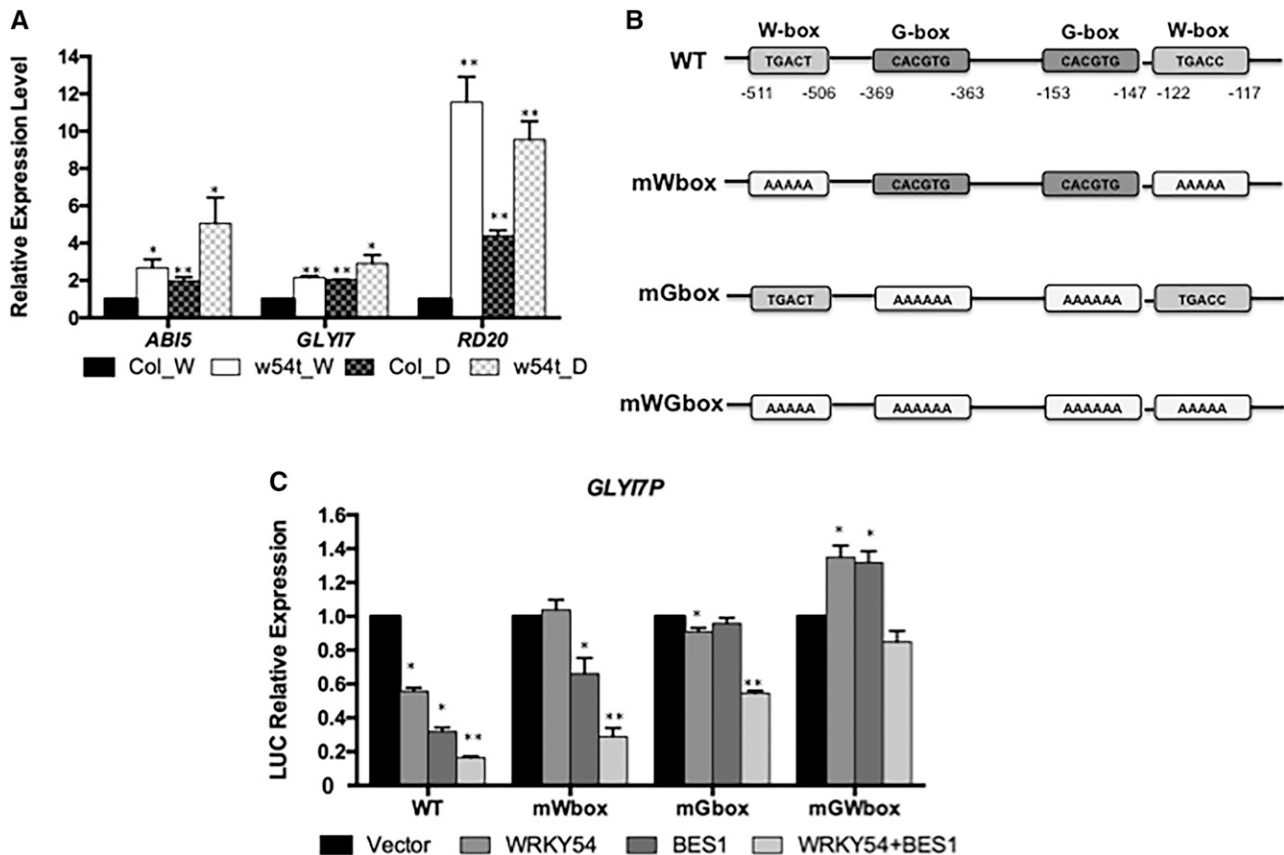 A
Relative Expression Level
14
12
10
8
6
4
2
0
* ** *
** ** *
** ** **
ABI5 GLYI7 RD20
Col_W w54t_W Col_D w54t_D
B
W-box G-box G-box W-box
WT TGACT CACGTG CACGTG TGACC
-511 -506 -369 -363 -153 -147 -122 -117
mWbox AAAAA CACGTG CACGTG AAAAA
mGbox TGACT AAAAAA AAAAAA TGACC
mWGbox AAAAA AAAAAA AAAAAA AAAAA
C
GLYI7P
LUC Relative Expression
1.6
1.4
1.2
1.0
0.8
0.6
0.4
0.2
0
* * **
* **
* **
* *
WT mWbox mGbox mGWbox
Vector WRKY54 BES1 WRKY54+BES1